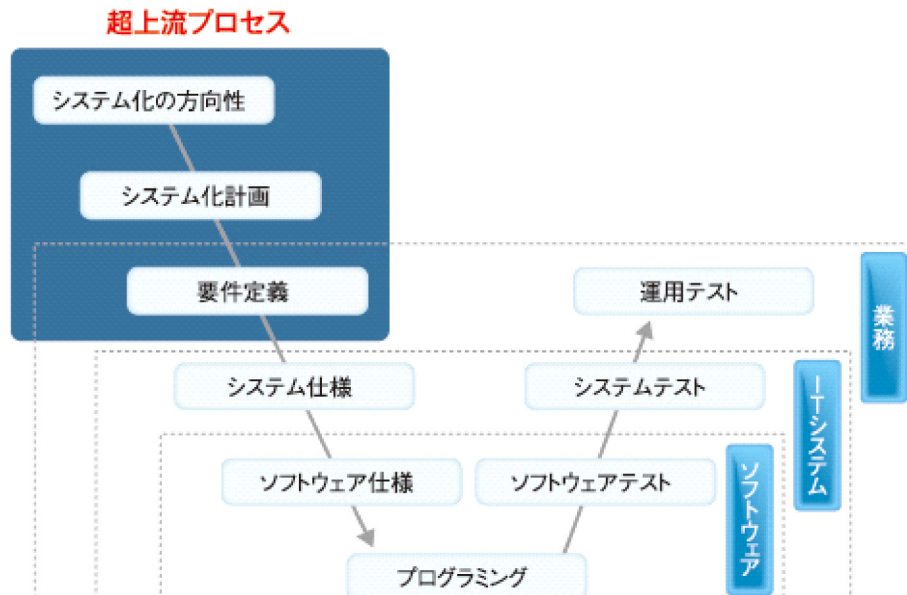 超上流プロセス
システム化の方向性
システム化計画
要件定義
運用テスト
業務
システム仕様
システムテスト
ITシステム
ソフトウェア仕様
ソフトウェアテスト
ソフトウェア
プログラミング